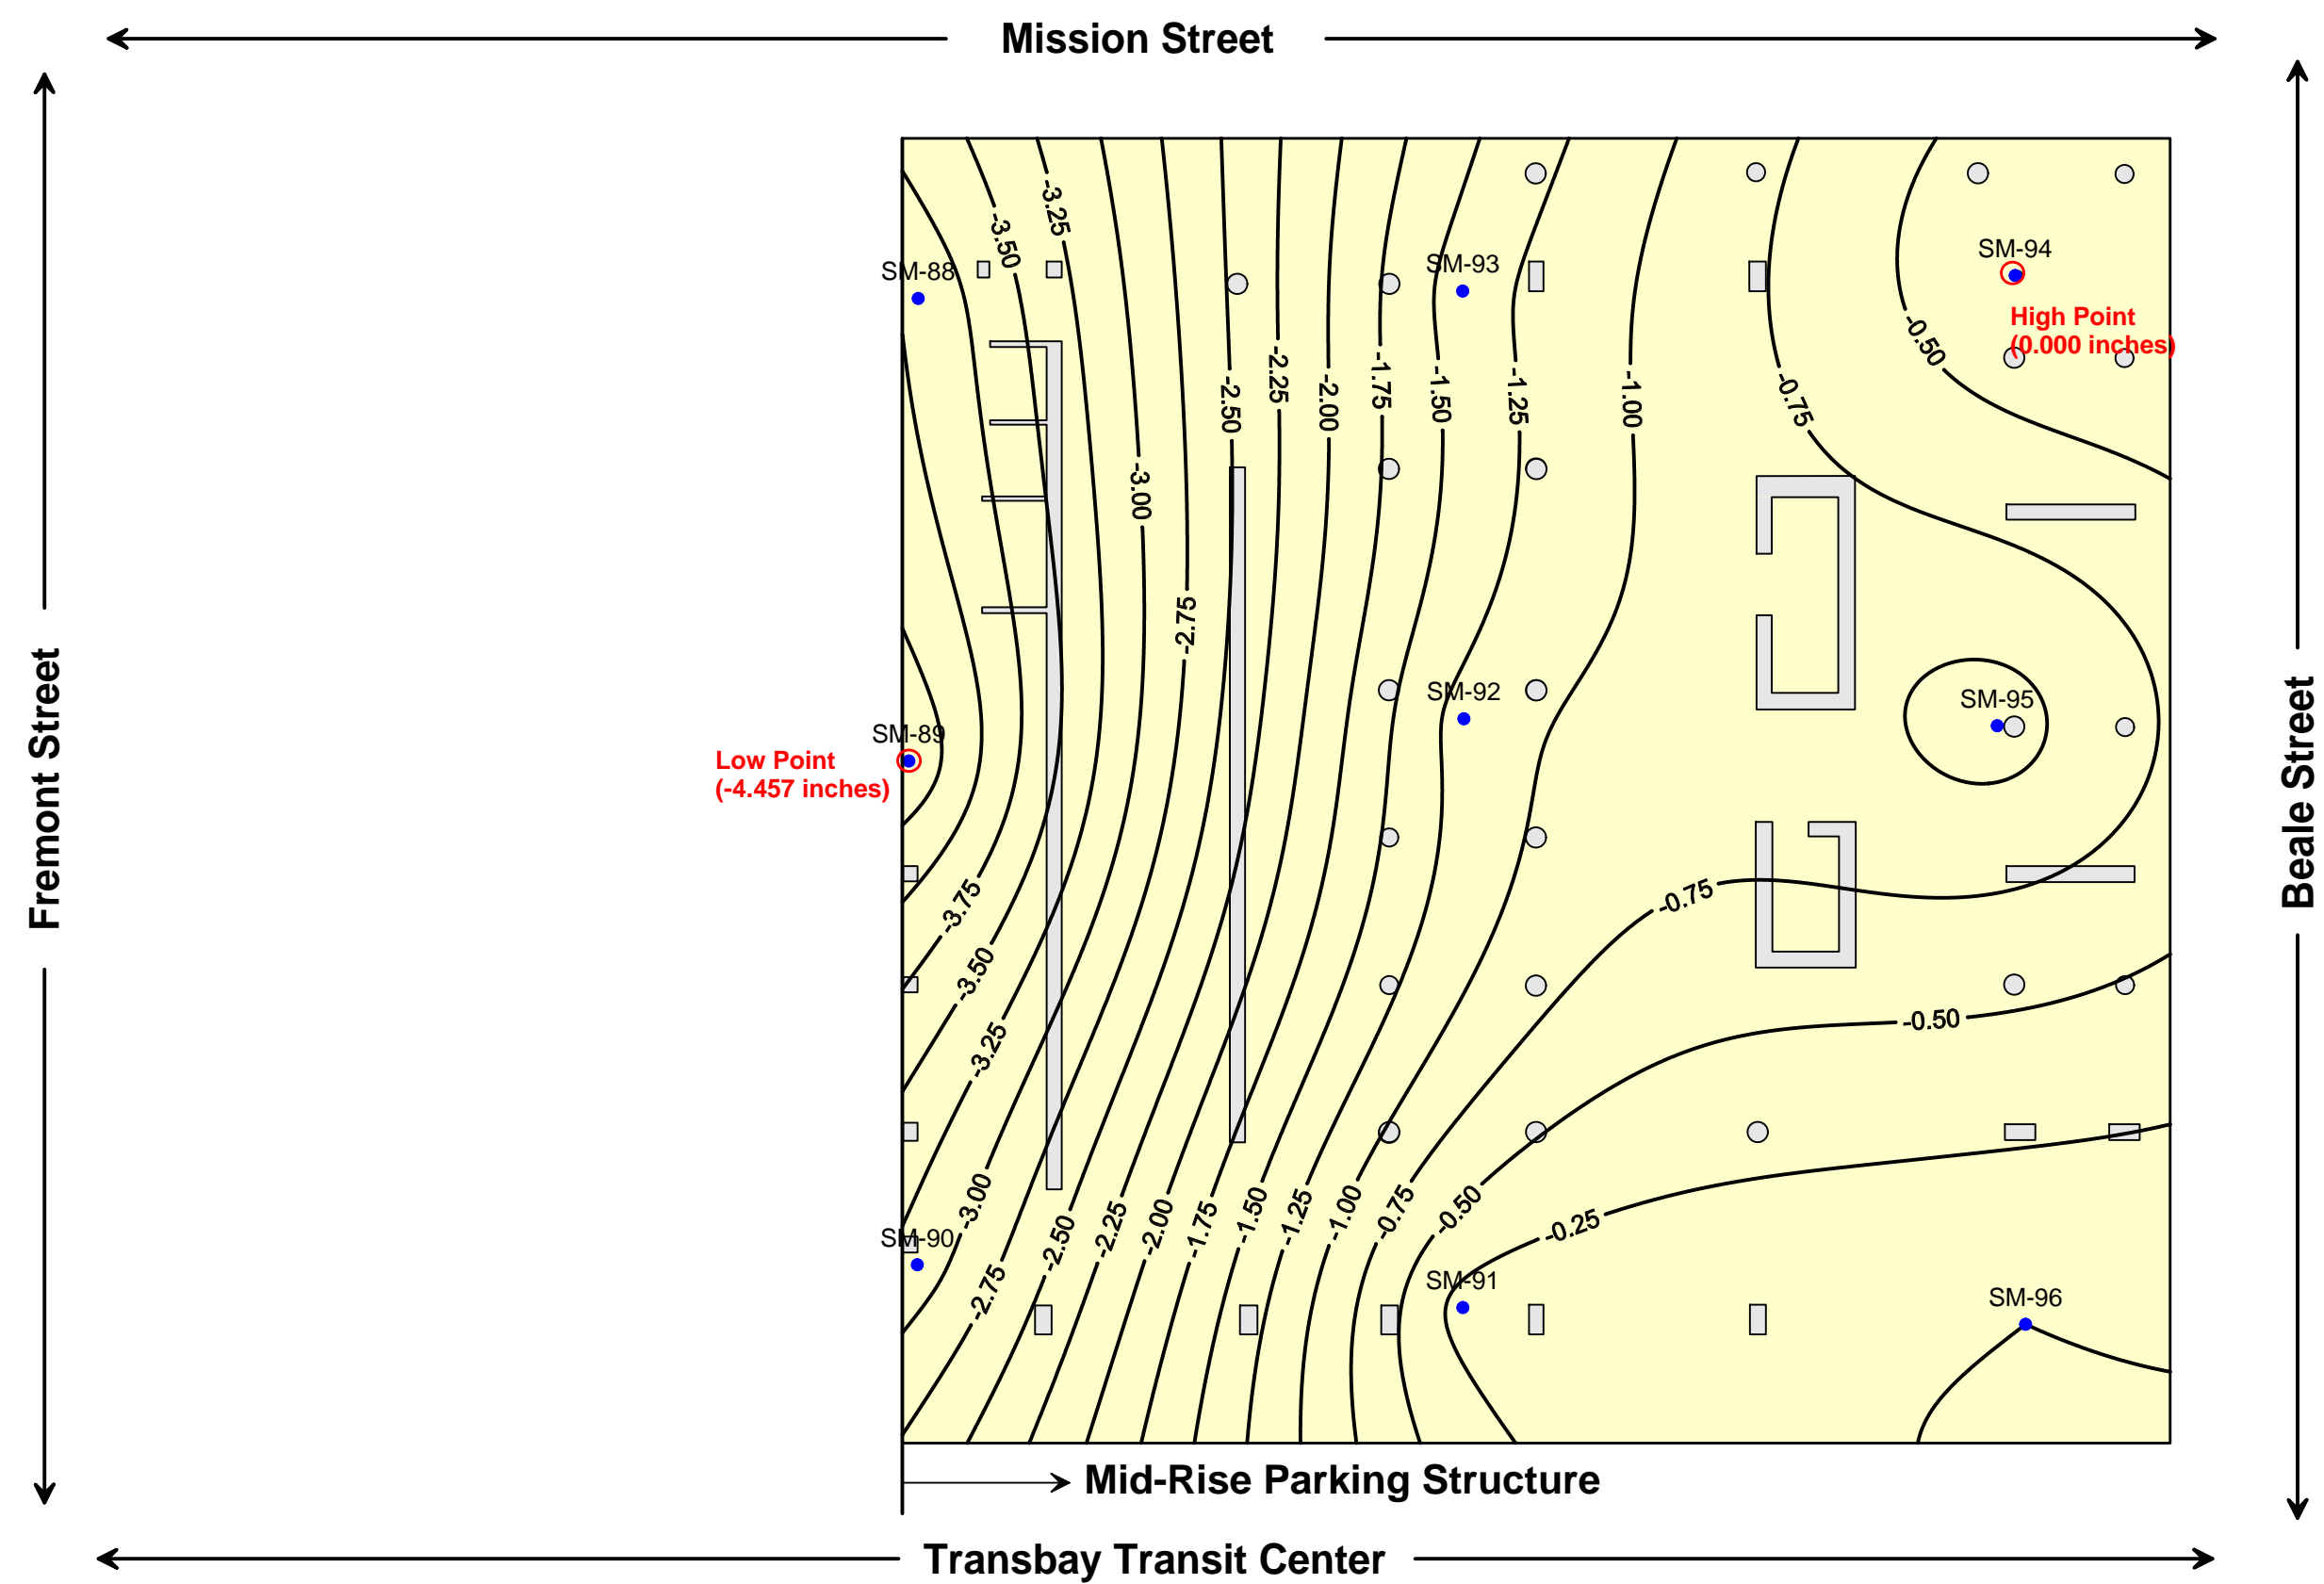 Mission Street
-3.25
-3.50
SM-88
SM-93
SM-94
High Point
(0.000 inches)
-0.50
-2.25
-2.50
-2.00
-1.75
-1.50
-1.25
-1.00
-0.75
-3.00
-2.75
Fremont Street
Beale Street
SM-89
SM-92
SM-95
Low Point
(-4.457 inches)
-3.75
-0.75
-3.50
-0.50
-3.25
-3.00
-2.50
-2.25
-2.00
-1.75
-1.50
-1.25
-1.00
-0.75
-0.50
-0.25
SM-90
-2.75
SM-91
SM-96
Mid-Rise Parking Structure
Transbay Transit Center